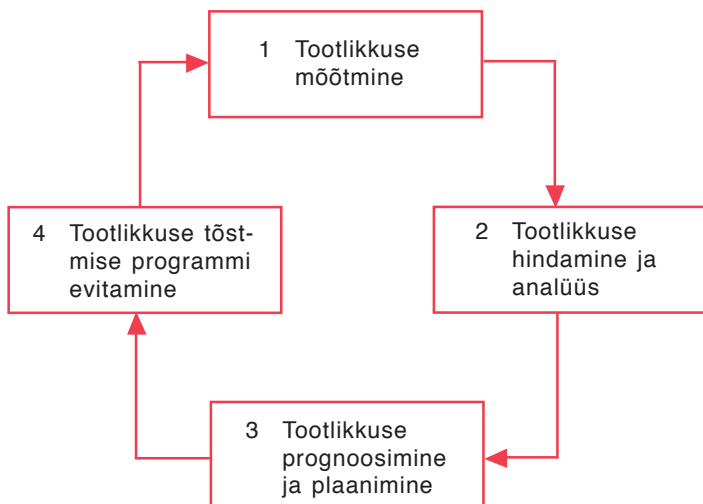 1 Tootlikkuse
mõõtmine
2 Tootlikkuse
hindamine ja
analüüs
3 Tootlikkuse
prognoosimine
ja plaanimine
4 Tootlikkuse tõst-
mise programmi
evitamine